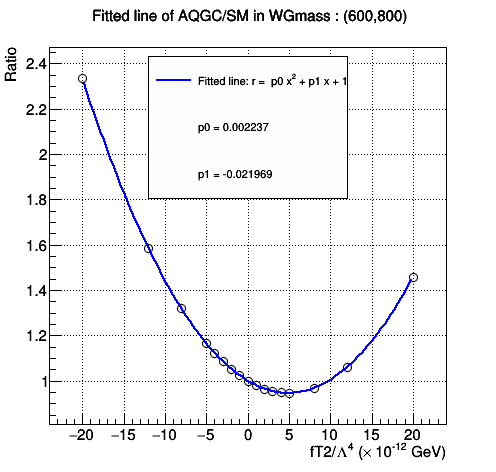 Fitted line of AQGC/SM in WGmass : (600,800)
Ratio
Fitted line: r = p0 x² + p1 x + 1
p0 = 0.002237
p1 = -0.021969
2.4
2.2
2
1.8
1.6
1.4
1.2
1
−20 −15 −10 −5 0 5 10 15 20
fT2/Λ⁴ (× 10⁻¹² GeV)